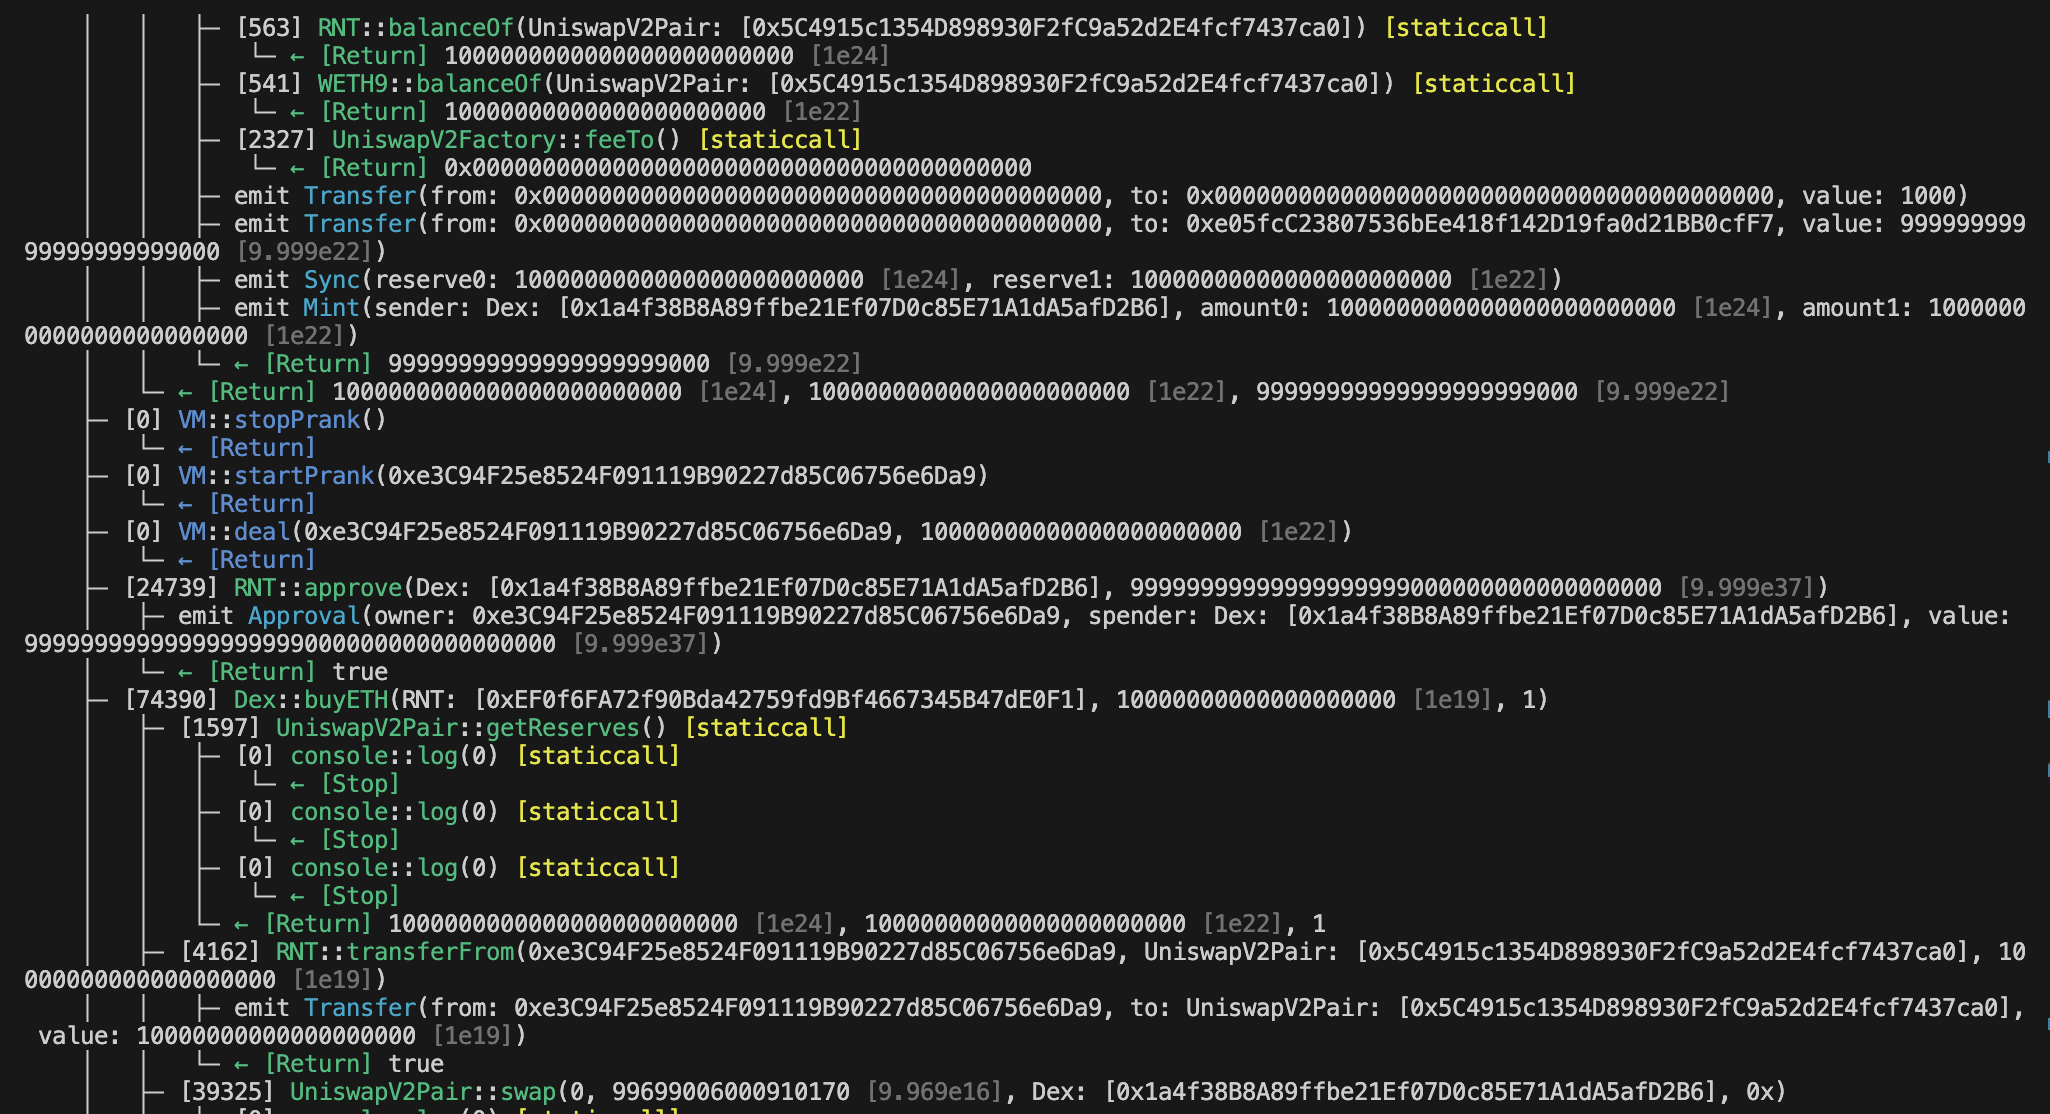 [563] RNT::balanceOf(UniswapV2Pair: [0x5C4915c1354D898930F2fC9a52d2E4fcf7437ca0]) [staticcall]
← [Return] 1000000000000000000000000 [1e24]
[541] WETH9::balanceOf(UniswapV2Pair: [0x5C4915c1354D898930F2fC9a52d2E4fcf7437ca0]) [staticcall]
← [Return] 10000000000000000000000 [1e22]
[2327] UniswapV2Factory::feeTo() [staticcall]
← [Return] 0x0000000000000000000000000000000000000000
emit Transfer(from: 0x0000000000000000000000000000000000000000, to: 0x0000000000000000000000000000000000000000, value: 1000)
emit Transfer(from: 0x0000000000000000000000000000000000000000, to: 0xe05fcC23807536bEe418f142D19fa0d21BB0cfF7, value: 999999999
99999999999000 [9.999e22])
emit Sync(reserve0: 1000000000000000000000000 [1e24], reserve1: 10000000000000000000000 [1e22])
emit Mint(sender: Dex: [0x1a4f38B8A89ffbe21Ef07D0c85E71A1dA5afD2B6], amount0: 1000000000000000000000000 [1e24], amount1: 1000000
0000000000000000 [1e22])
← [Return] 99999999999999999999000 [9.999e22]
← [Return] 1000000000000000000000000 [1e24], 10000000000000000000000 [1e22], 99999999999999999999000 [9.999e22]
[0] VM::stopPrank()
← [Return]
[0] VM::startPrank(0xe3C94F25e8524F091119B90227d85C06756e6Da9)
← [Return]
[0] VM::deal(0xe3C94F25e8524F091119B90227d85C06756e6Da9, 10000000000000000000000 [1e22])
← [Return]
[24739] RNT::approve(Dex: [0x1a4f38B8A89ffbe21Ef07D0c85E71A1dA5afD2B6], 99999999999999999999000000000000000000 [9.999e37])
emit Approval(owner: 0xe3C94F25e8524F091119B90227d85C06756e6Da9, spender: Dex: [0x1a4f38B8A89ffbe21Ef07D0c85E71A1dA5afD2B6], value:
99999999999999999999000000000000000000 [9.999e37])
← [Return] true
[74390] Dex::buyETH(RNT: [0xEF0f6FA72f90Bda42759fd9Bf4667345B47dE0F1], 10000000000000000000 [1e19], 1)
[1597] UniswapV2Pair::getReserves() [staticcall]
[0] console::log(0) [staticcall]
← [Stop]
[0] console::log(0) [staticcall]
← [Stop]
[0] console::log(0) [staticcall]
← [Stop]
← [Return] 1000000000000000000000000 [1e24], 10000000000000000000000 [1e22], 1
[4162] RNT::transferFrom(0xe3C94F25e8524F091119B90227d85C06756e6Da9, UniswapV2Pair: [0x5C4915c1354D898930F2fC9a52d2E4fcf7437ca0], 10
000000000000000000 [1e19])
emit Transfer(from: 0xe3C94F25e8524F091119B90227d85C06756e6Da9, to: UniswapV2Pair: [0x5C4915c1354D898930F2fC9a52d2E4fcf7437ca0],
value: 10000000000000000000 [1e19])
← [Return] true
[39325] UniswapV2Pair::swap(0, 99699006000910170 [9.969e16], Dex: [0x1a4f38B8A89ffbe21Ef07D0c85E71A1dA5afD2B6], 0x)